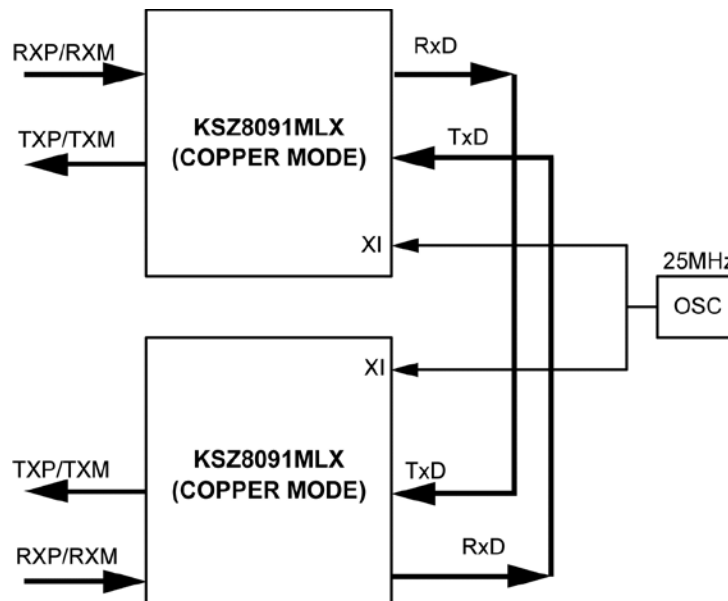 RXP/RXM
RxD
TXP/TXM
KSZ8091MLX
(COPPER MODE)
TxD
XI
25MHz
OSC
XI
KSZ8091MLX
(COPPER MODE)
TXP/TXM
TxD
RXP/RXM
RxD